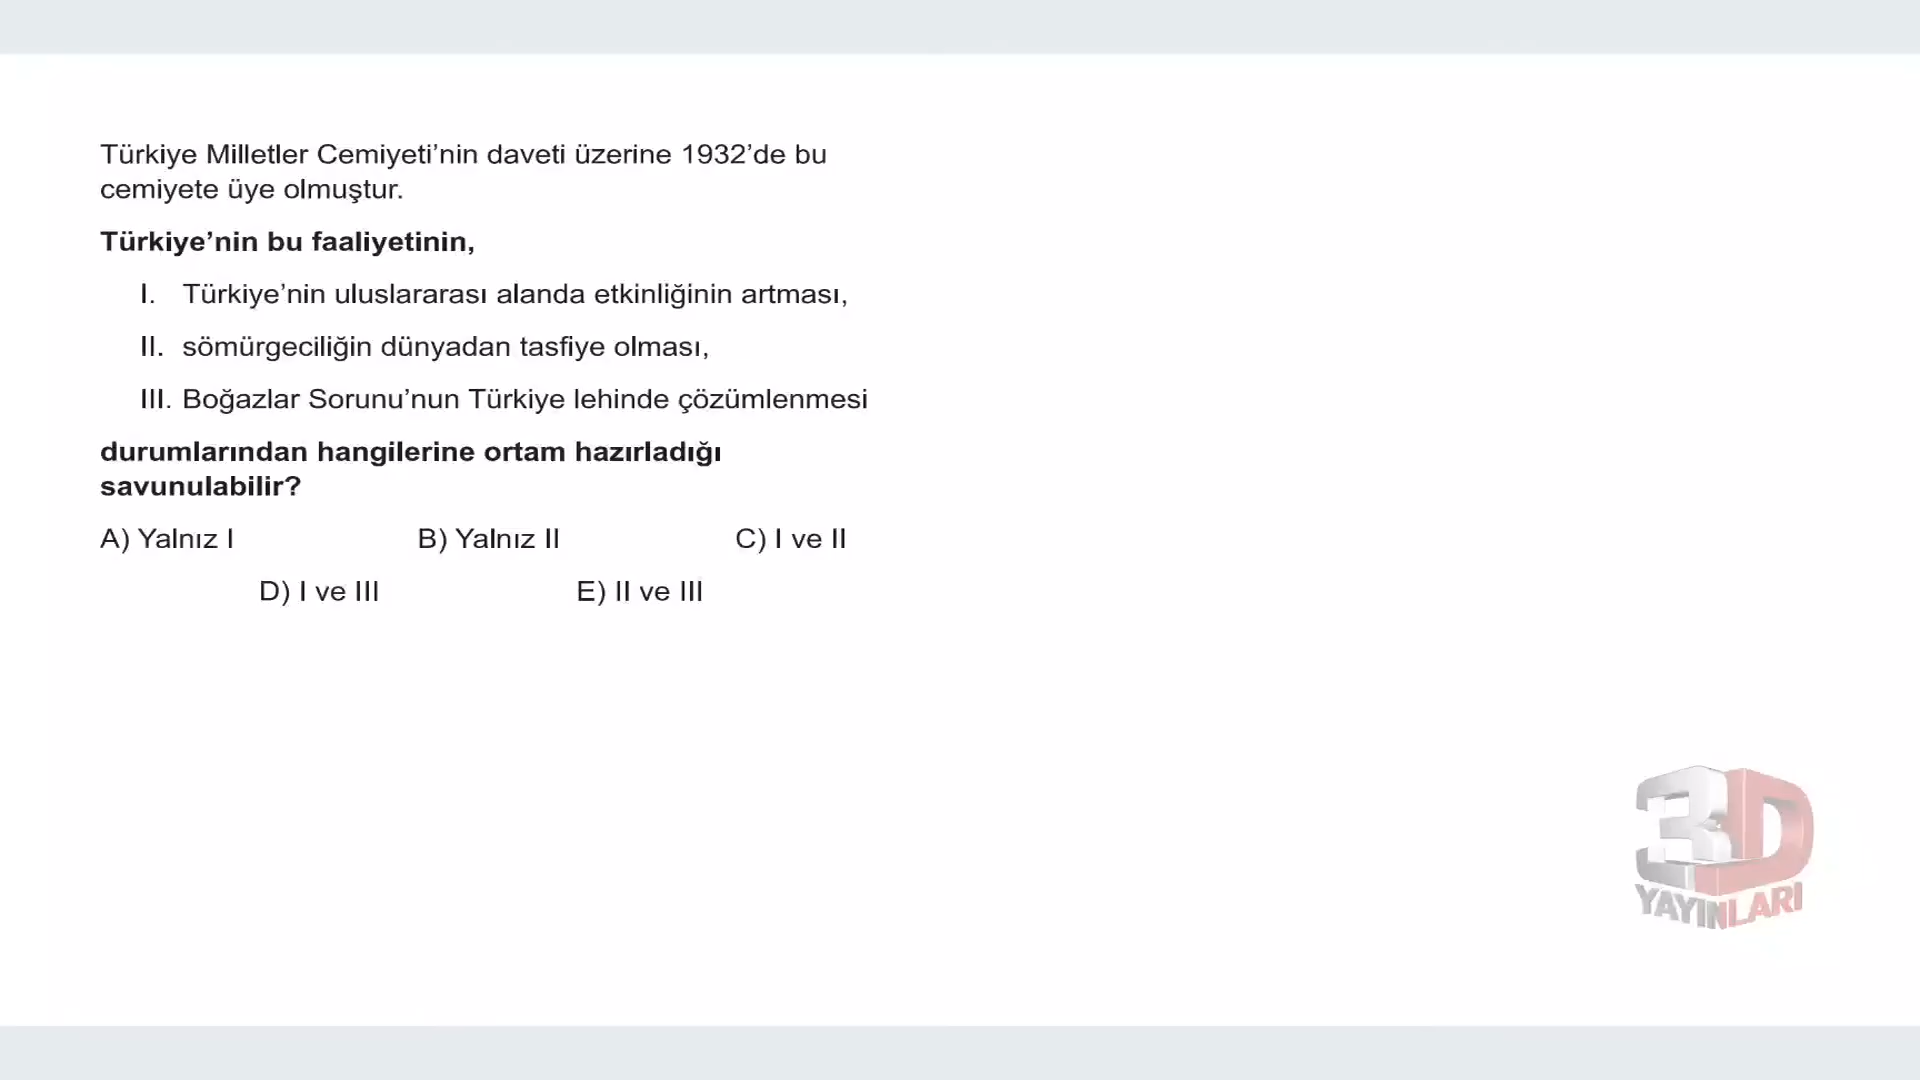 Türkiye Milletler Cemiyeti’nin daveti üzerine 1932’de bu
cemiyete üye olmuştur.
Türkiye’nin bu faaliyetinin,
I. Türkiye’nin uluslararası alanda etkinliğinin artması,
II. sömürgeciliğin dünyadan tasfiye olması,
III. Boğazlar Sorunu’nun Türkiye lehinde çözümlenmesi
durumlarından hangilerine ortam hazırladığı
savunulabilir?
A) Yalnız I B) Yalnız II C) I ve II
D) I ve III E) II ve III
3D
YAYINLARI